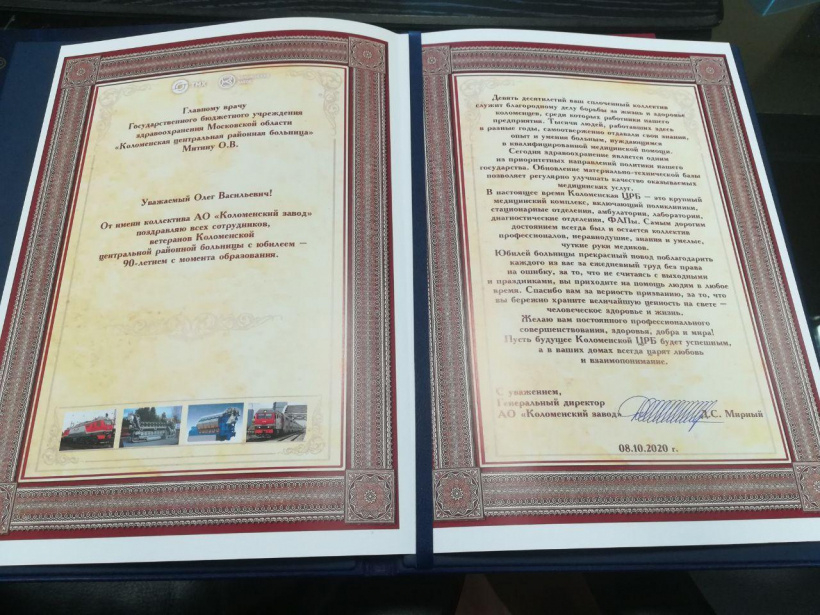 ТМХ
Главному врачу
Государственного бюджетного учреждения
здравоохранения Московской области
«Коломенская центральная районная больница»
Митину О.В.
Уважаемый Олег Васильевич!
От имени коллектива АО «Коломенский завод»
поздравляю всех сотрудников,
ветеранов Коломенской
центральной районной больницы с юбилеем —
90-летнем с момента образования.
Девять десятилетий ваш сплоченный коллектив
служит благородному делу борьбы за жизнь и здоровье
коломенцев, среди которых работники нашего
предприятия. Тысячи людей, работавших здесь
в разные годы, самоотверженно отдавали свои знания,
опыт и умения больным, нуждающимся
в квалифицированной медицинской помощи.
Сегодня здравоохранение является одним
из приоритетных направлений политики нашего
государства. Обновление материально-технической базы
позволяет регулярно улучшать качество оказываемых
медицинских услуг.
В настоящее время Коломенская ЦРБ — это крупный
медицинский комплекс, включающий поликлиники,
стационарные отделения, амбулатории, лаборатории,
диагностические отделения, ФАПы. Самым дорогим
достоянием всегда был и остается коллектив
профессионалов, неравнодушие, знания и умелые,
чуткие руки медиков.
Юбилей больницы прекрасный повод поблагодарить
каждого из вас за ежедневный труд без права
на ошибку, за то, что не считаясь с выходными
и праздниками, вы приходите на помощь людям в любое
время. Спасибо вам за верность призванию, за то, что
вы бережно храните величайшую ценность на свете —
человеческое здоровье и жизнь.
Желаю вам постоянного профессионального
совершенствования, здоровья, добра и мира!
Пусть будущее Коломенской ЦРБ будет успешным,
а в ваших домах всегда царят любовь
и взаимопонимание.
С уважением,
Генеральный директор
АО «Коломенский завод» Д.С. Мирный
08.10.2020 г.